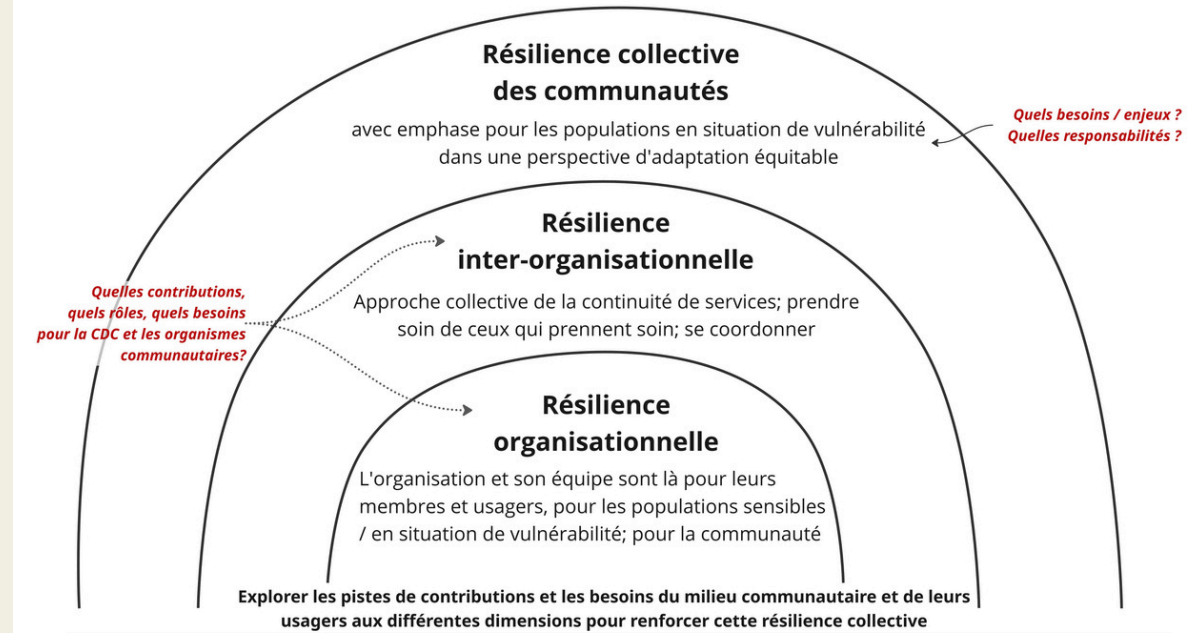 Résilience collective
des communautés
avec emphase pour les populations en situation de vulnérabilité
dans une perspective d'adaptation équitable
Quels besoins / enjeux ?
Quelles responsabilités ?
Résilience
inter-organisationnelle
Approche collective de la continuité de services; prendre
soin de ceux qui prennent soin; se coordonner
Quelles contributions,
quels rôles, quels besoins
pour la CDC et les organismes
communautaires?
Résilience
organisationnelle
L'organisation et son équipe sont là pour leurs
membres et usagers, pour les populations sensibles
/ en situation de vulnérabilité; pour la communauté
Explorer les pistes de contributions et les besoins du milieu communautaire et de leurs
usagers aux différentes dimensions pour renforcer cette résilience collective